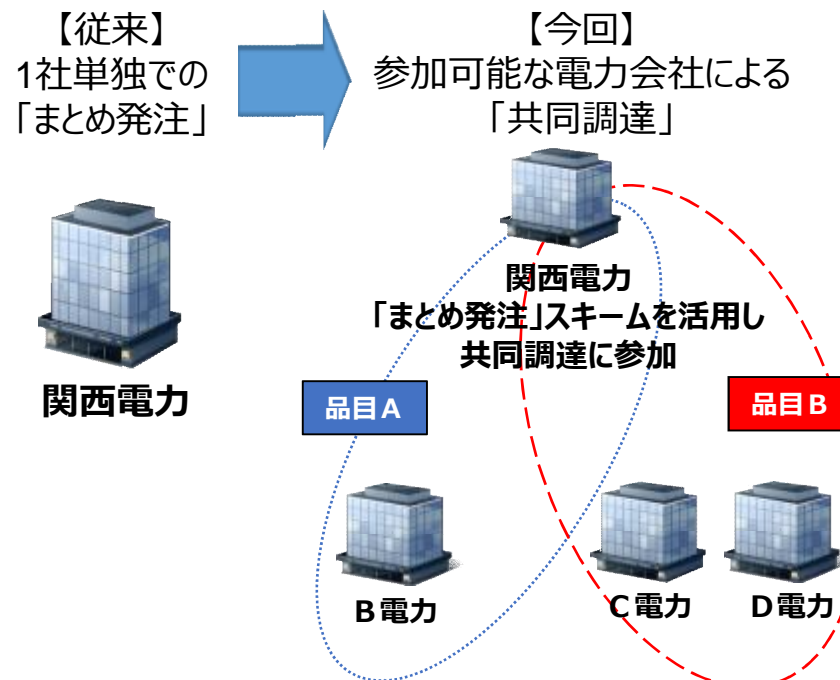 【従来】
1社単独での
「まとめ発注」
【今回】
参加可能な電力会社による
「共同調達」
関西電力
関西電力
「まとめ発注」スキームを活用し
共同調達に参加
品目Ａ
品目Ｂ
Ｂ電力
Ｃ電力
Ｄ電力